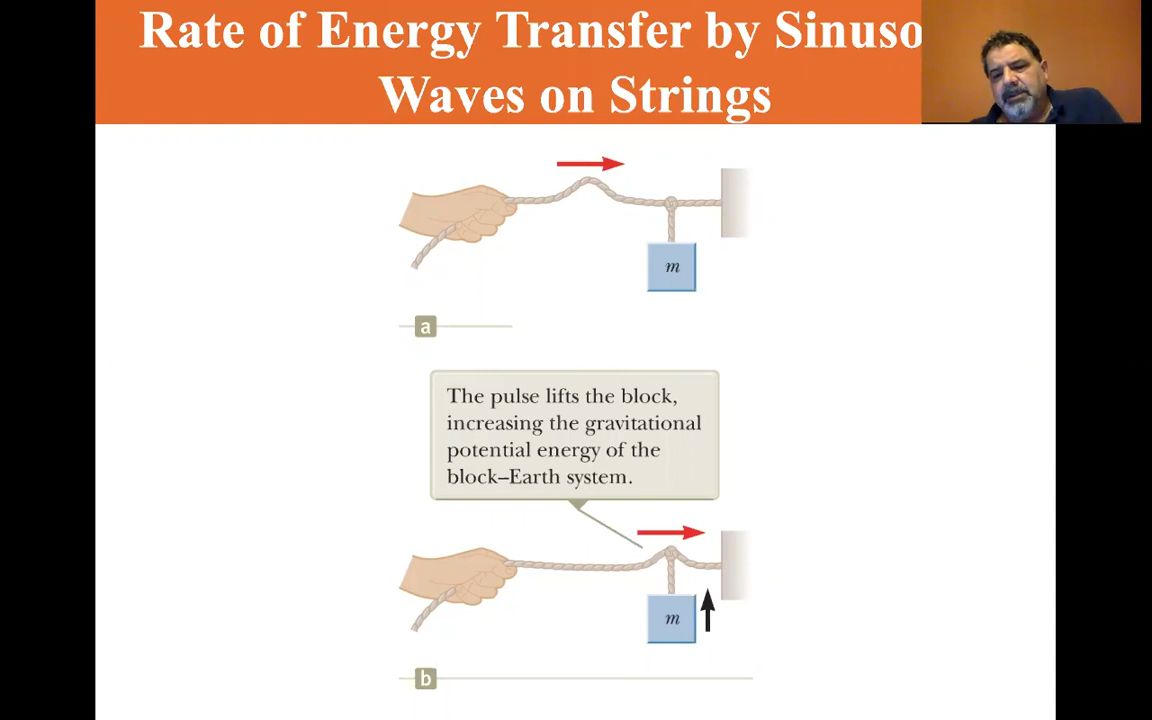 Rate of Energy Transfer by Sinuso
Waves on Strings
m
a
The pulse lifts the block,
increasing the gravitational
potential energy of the
block–Earth system.
m
b